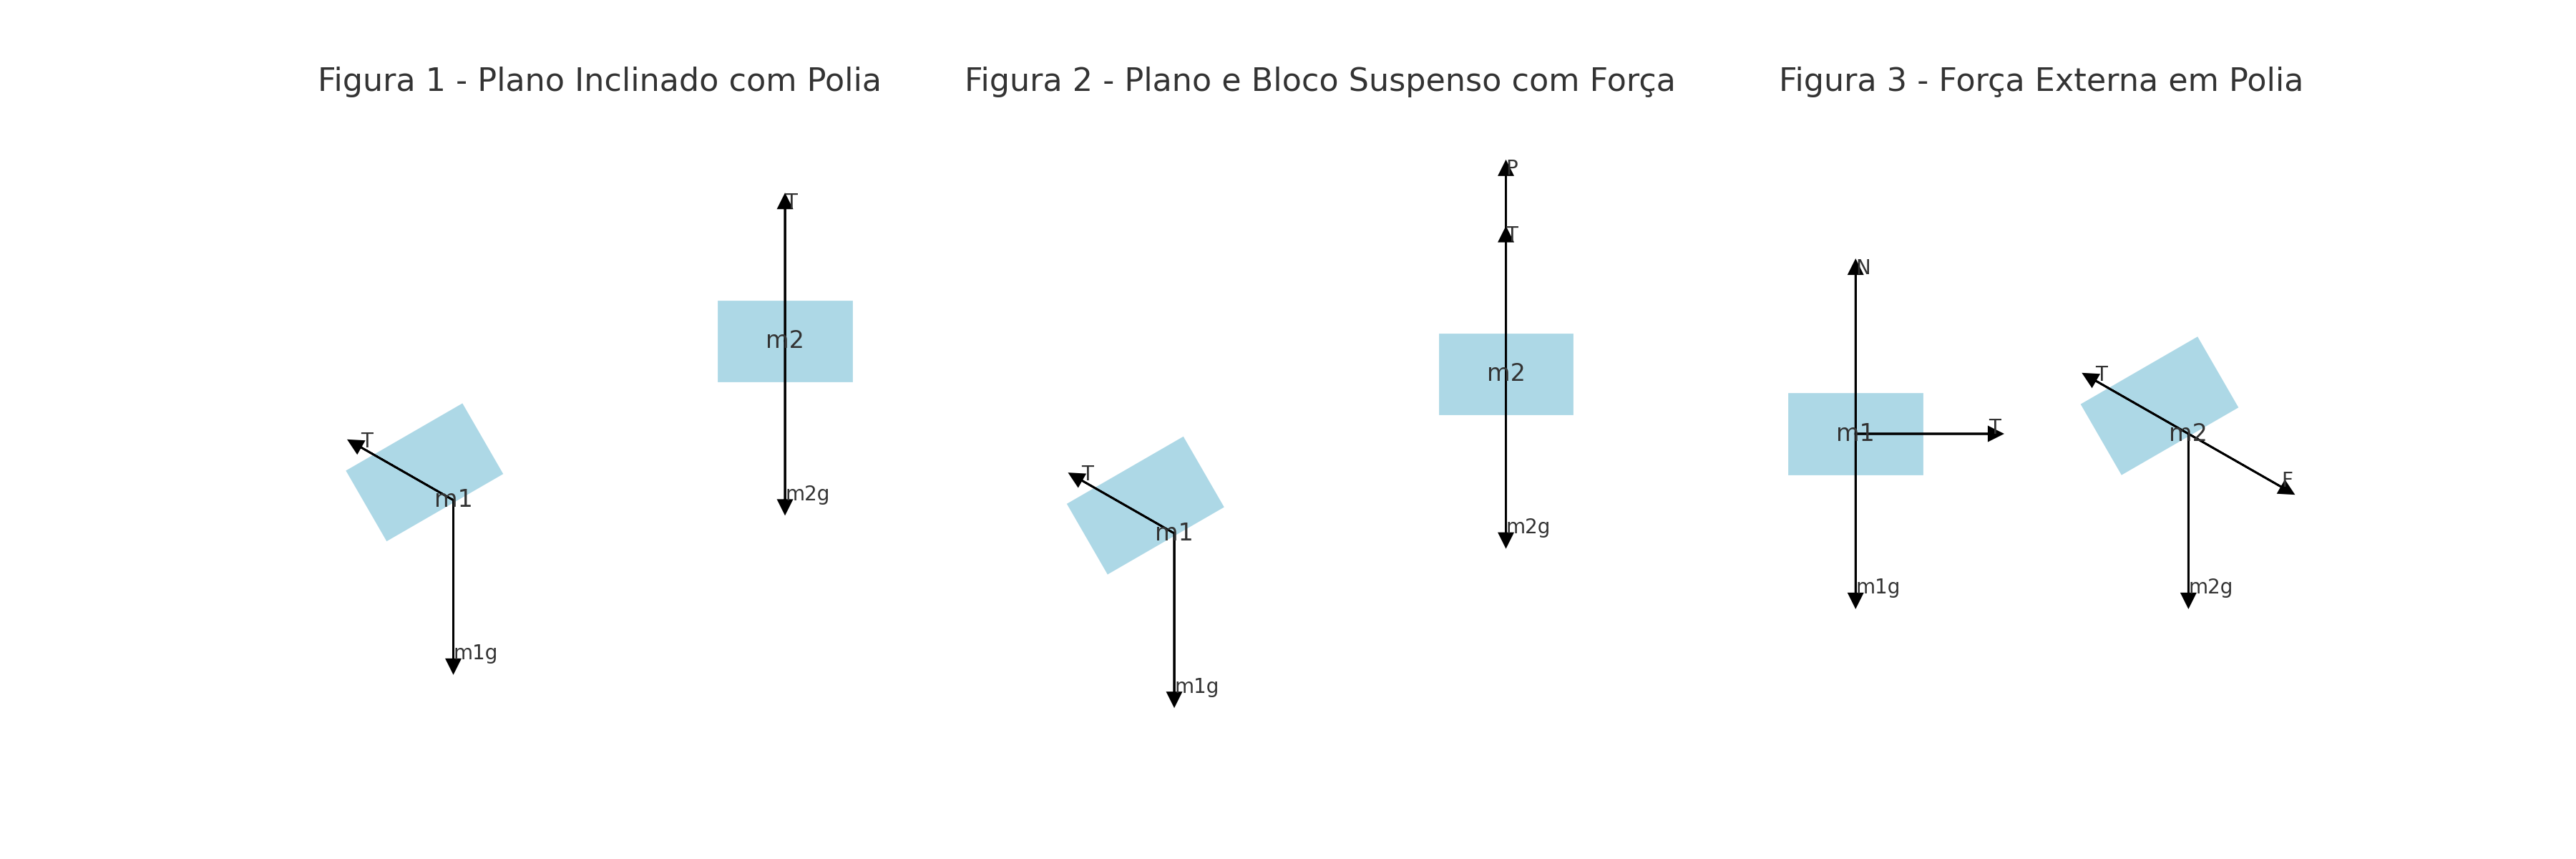 Figura 1 - Plano Inclinado com Polia
T
m2
T
m1
m2g
m1g
Figura 2 - Plano e Bloco Suspenso com Força
P
T
m2
T
m1
m2g
m1g
Figura 3 - Força Externa em Polia
N
T
m1
T
m2
F
m1g
m2g